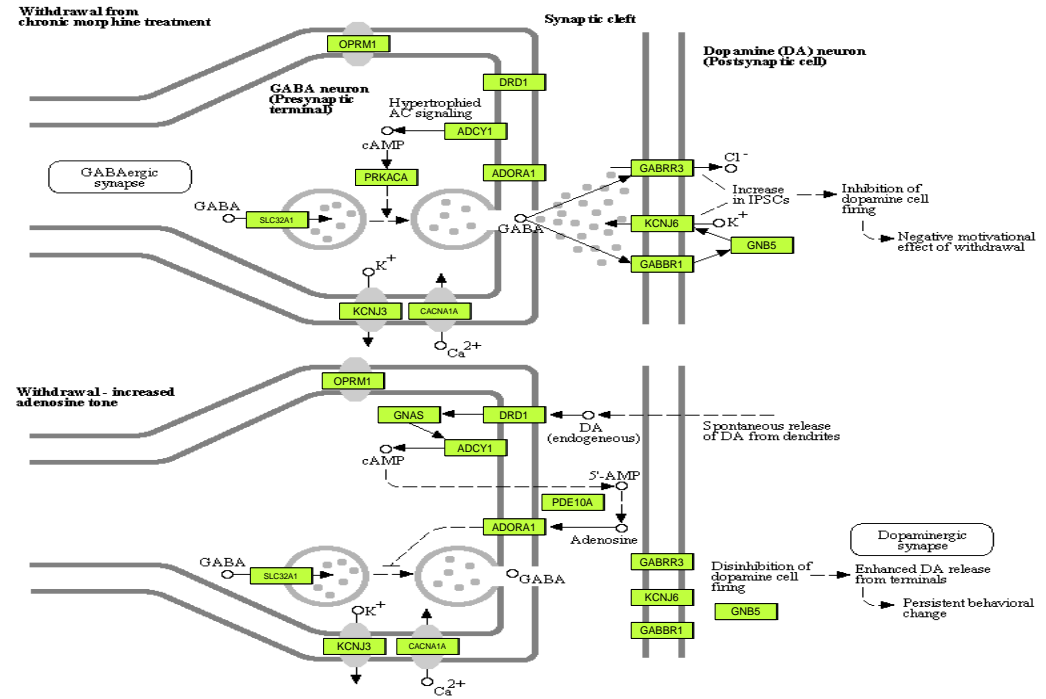 Withdrawal from
chronic morphine treatment
Synaptic cleft
OPRM1
Dopamine (DA) neuron
(Postsynaptic cell)
GABA neuron
(Presynaptic
terminal)
DRD1
Hypertrophied
AC signaling
ADCY1
cAMP
GABAergic
synapse
PRKACA
ADORA1
GABRR3
Cl-
Increase
in IPSCs
Inhibition of
dopamine cell
firing
GABA
SLC32A1
GABA
KCNJ6
K+
GNB5
Negative motivational
effect of withdrawal
GABBR1
K+
KCNJ3
CACNA1A
Ca2+
Withdrawal - increased
adenosine tone
OPRM1
GNAS
DRD1
DA
(endogeneous)
Spontaneous release
of DA from dendrites
ADCY1
cAMP
5'-AMP
PDE10A
ADORA1
Adenosine
Dopaminergic
synapse
GABA
SLC32A1
GABA
GABRR3
Disinhibition of
dopamine cell
firing
Enhanced DA release
from terminals
KCNJ6
GNB5
Persistent behavioral
change
GABBR1
K+
KCNJ3
CACNA1A
Ca2+